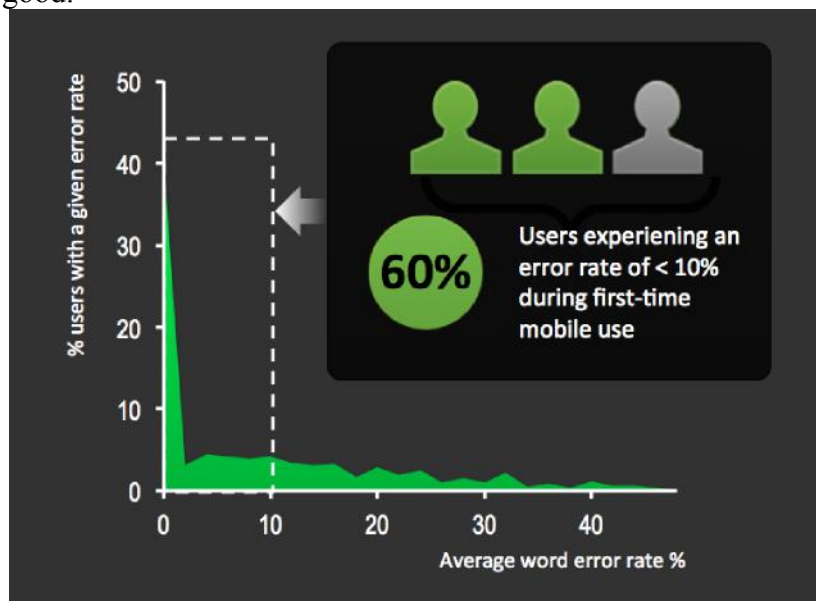 good.
50
40
30
20
10
0
% users with a given error rate
0 10 20 30 40
Average word error rate %
60%
Users experiening an
error rate of < 10%
during first-time
mobile use